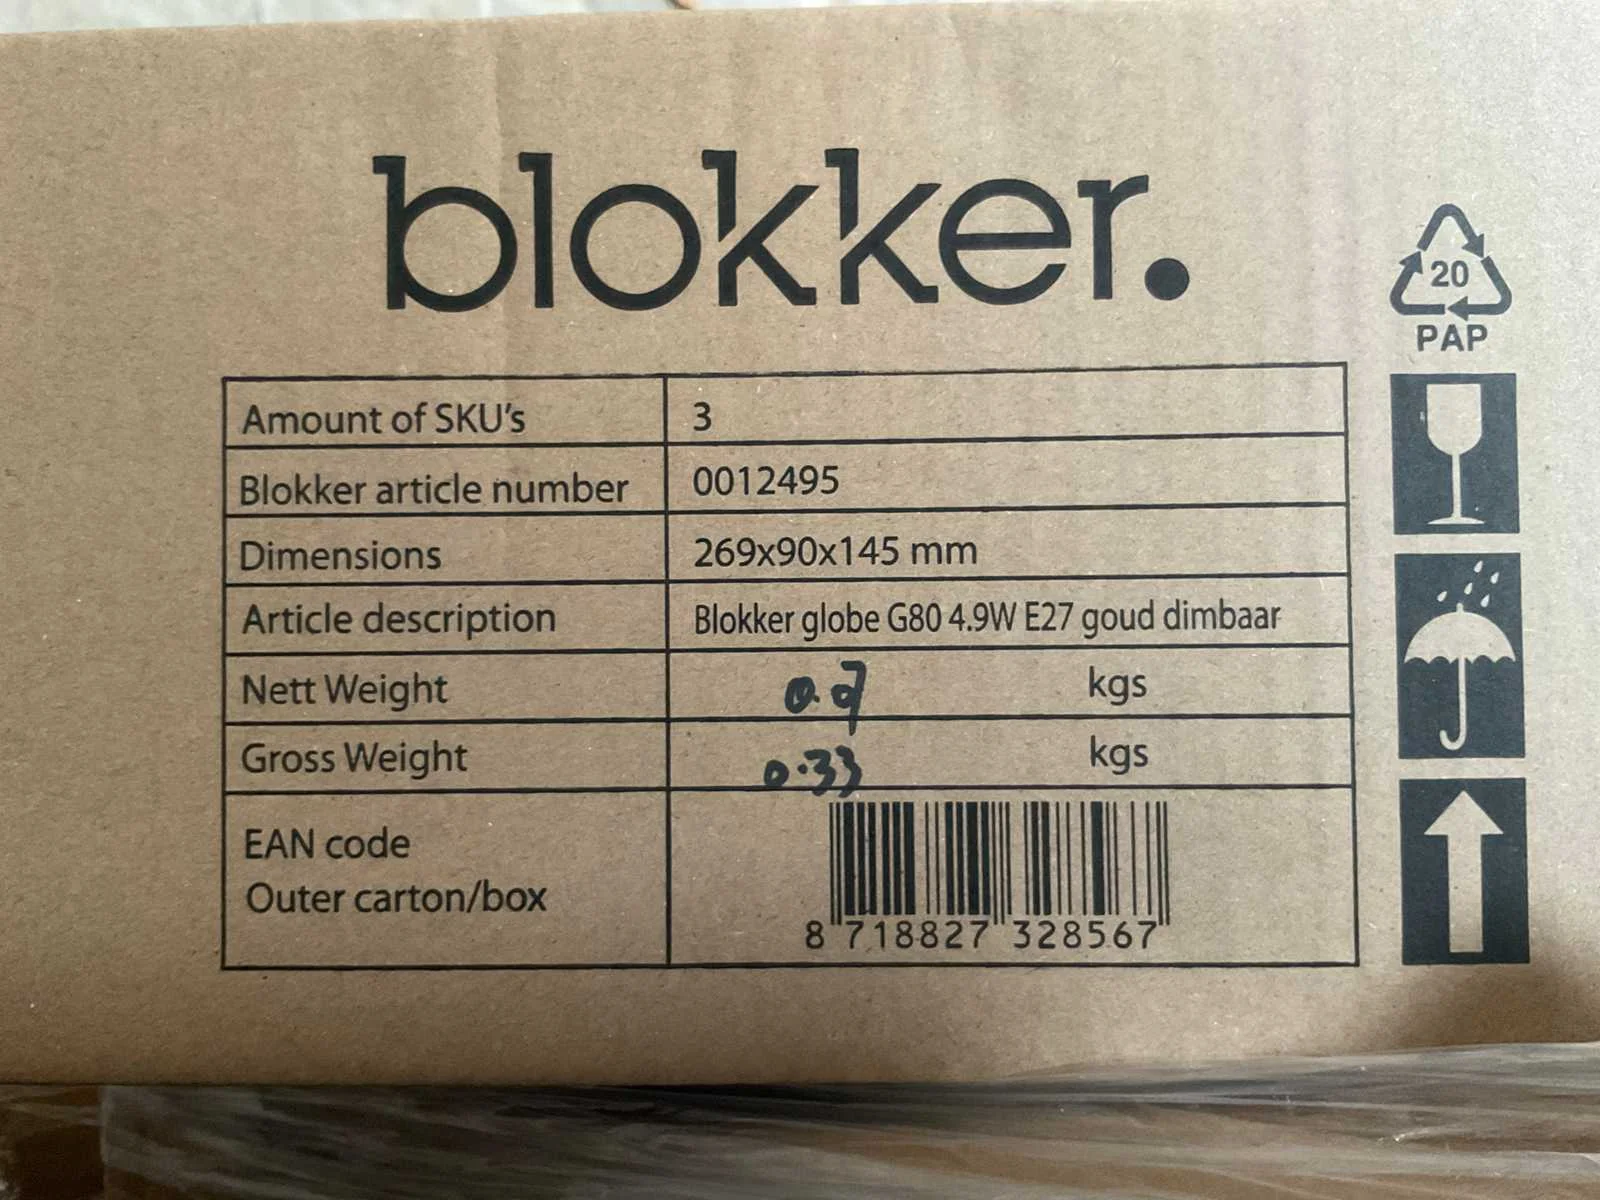 blokker.
20
PAP
Amount of SKU's 3
Blokker article number 0012495
Dimensions 269x90x145 mm
Article description Blokker globe G80 4.9W E27 goud dimbaar
Nett Weight kgs
Gross Weight 0.33 kgs
EAN code
Outer carton/box
8 718827 328567